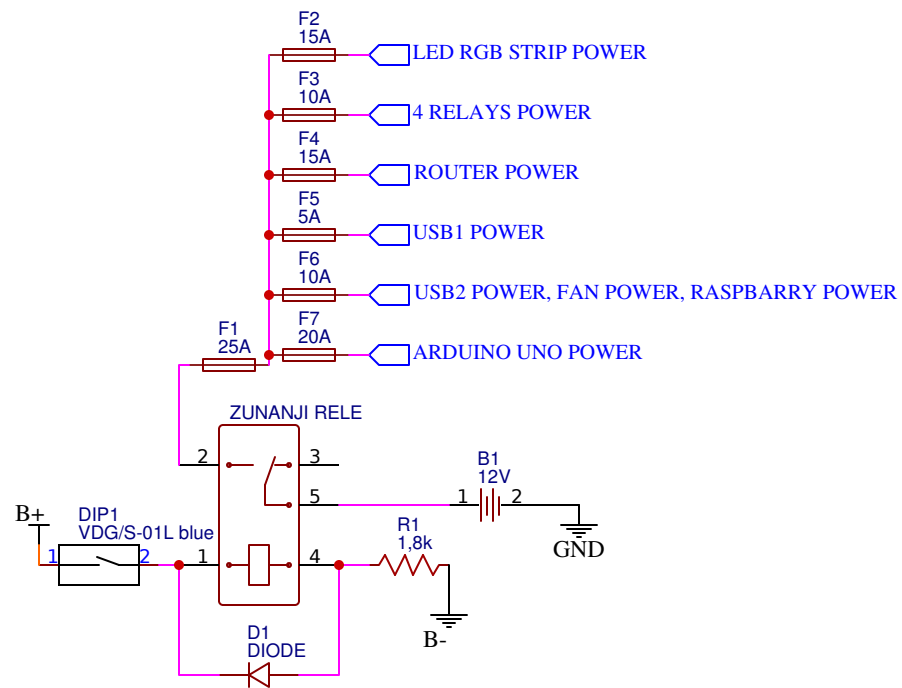 F2
15A
LED RGB STRIP POWER
F3
10A
4 RELAYS POWER
F4
15A
ROUTER POWER
F5
5A
USB1 POWER
F6
10A
USB2 POWER, FAN POWER, RASPBARRY POWER
F7
20A
ARDUINO UNO POWER
F1
25A
ZUNANJI RELE
2
3
5
1
4
B1
12V
1
2
GND
B+
DIP1
VDG/S-01L blue
1
2
R1
1,8k
B-
D1
DIODE